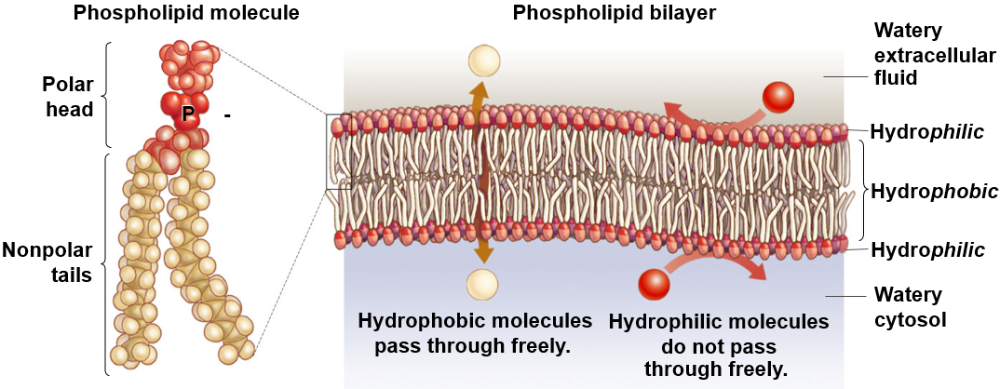 Phospholipid molecule
Phospholipid bilayer
Polar
head
P
-
Nonpolar
tails
Watery
extracellular
fluid
Hydrophilic
Hydrophobic
Hydrophilic
Watery
cytosol
Hydrophobic molecules
pass through freely.
Hydrophilic molecules
do not pass
through freely.